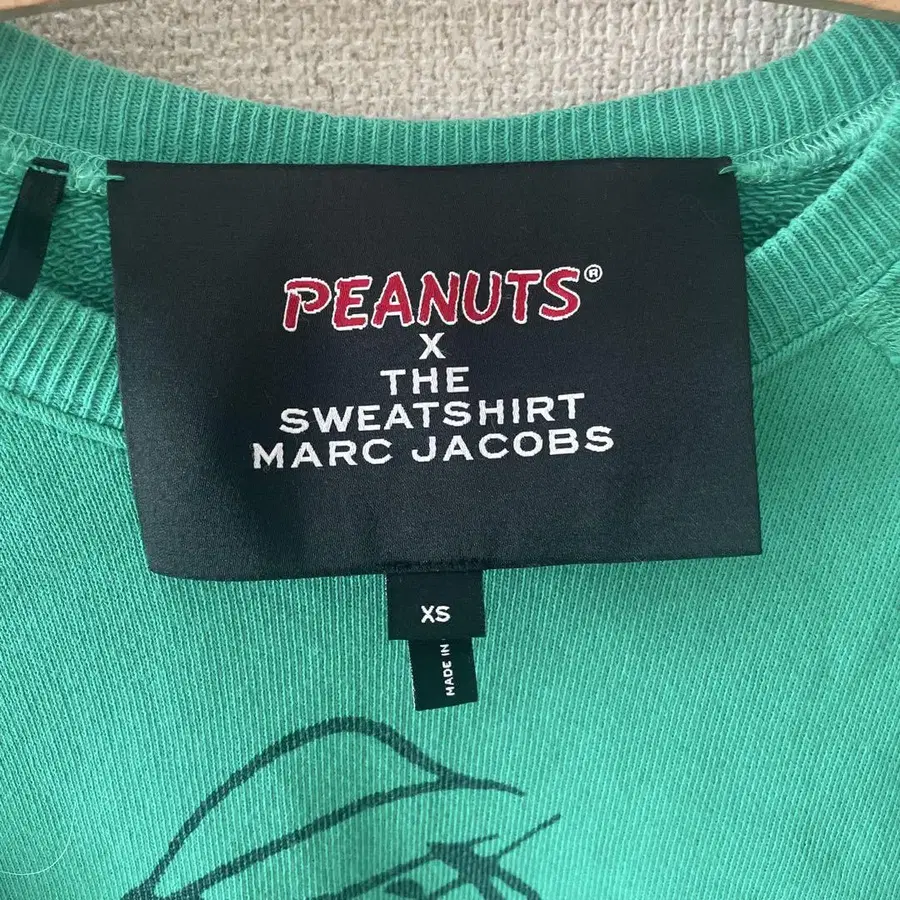 PEANUTS®
X
THE
SWEATSHIRT
MARC JACOBS
XS
MADE IN